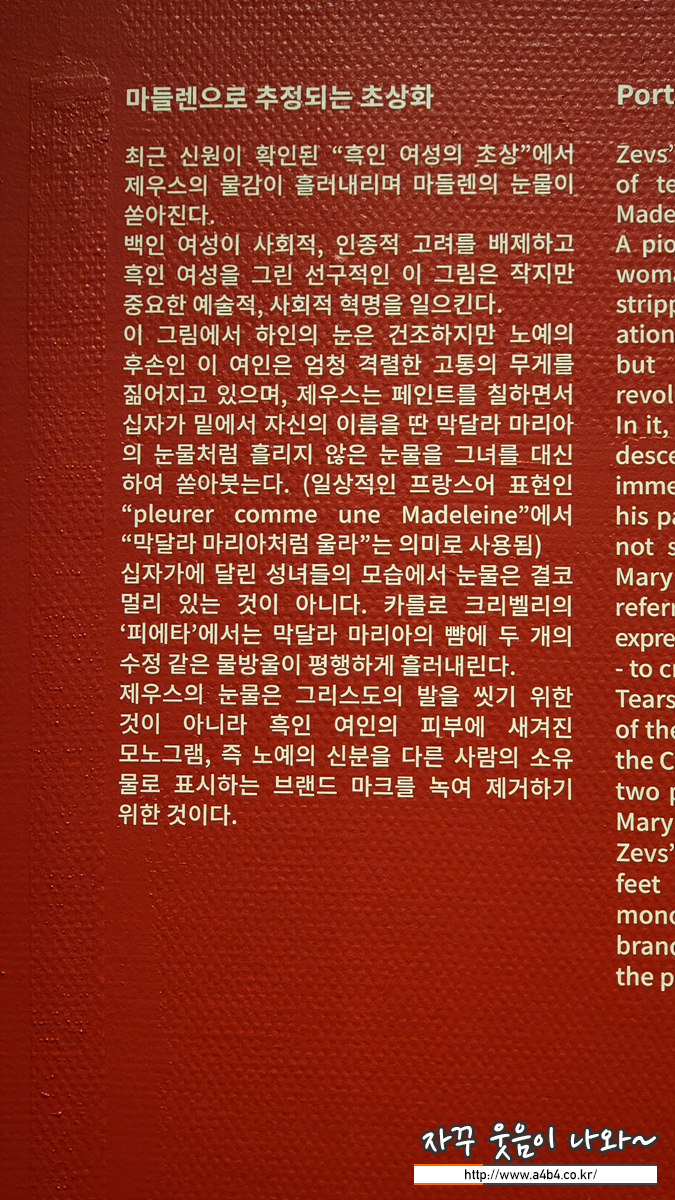 마들렌으로 추정되는 초상화
최근 신원이 확인된 “흑인 여성의 초상”에서
제우스의 물감이 흘러내리며 마들렌의 눈물이
쏟아진다.
백인 여성이 사회적, 인종적 고려를 배제하고
흑인 여성을 그린 선구적인 이 그림은 작지만
중요한 예술적, 사회적 혁명을 일으킨다.
이 그림에서 하인의 눈은 건조하지만 노예의
후손인 이 여인은 엄청 격렬한 고통의 무게를
짊어지고 있으며, 제우스는 페인트를 칠하면서
십자가 밑에서 자신의 이름을 딴 막달라 마리아
의 눈물처럼 흘리지 않은 눈물을 그녀를 대신
하여 쏟아붓는다. (일상적인 프랑스어 표현인
“pleurer comme une Madeleine”에서
“막달라 마리아처럼 울라”는 의미로 사용됨)
십자가에 달린 성녀들의 모습에서 눈물은 결코
멀리 있는 것이 아니다. 카를로 크리벨리의
‘피에타’에서는 막달라 마리아의 뺨에 두 개의
수정 같은 물방울이 평행하게 흘러내린다.
제우스의 눈물은 그리스도의 발을 씻기 위한
것이 아니라 흑인 여인의 피부에 새겨진
모노그램, 즉 노예의 신분을 다른 사람의 소유
물로 표시하는 브랜드 마크를 녹여 제거하기
위한 것이다.
Port
Zevs’
of te
Made
A pio
woma
stripp
ation
but
revol
In it,
desce
imme
his pa
not s
Mary
referr
expre
- to cr
Tears
of the
the C
two p
Mary
Zevs’
feet
mono
brand
the p
자꾸 웃음이 나와~
http://www.a4b4.co.kr/